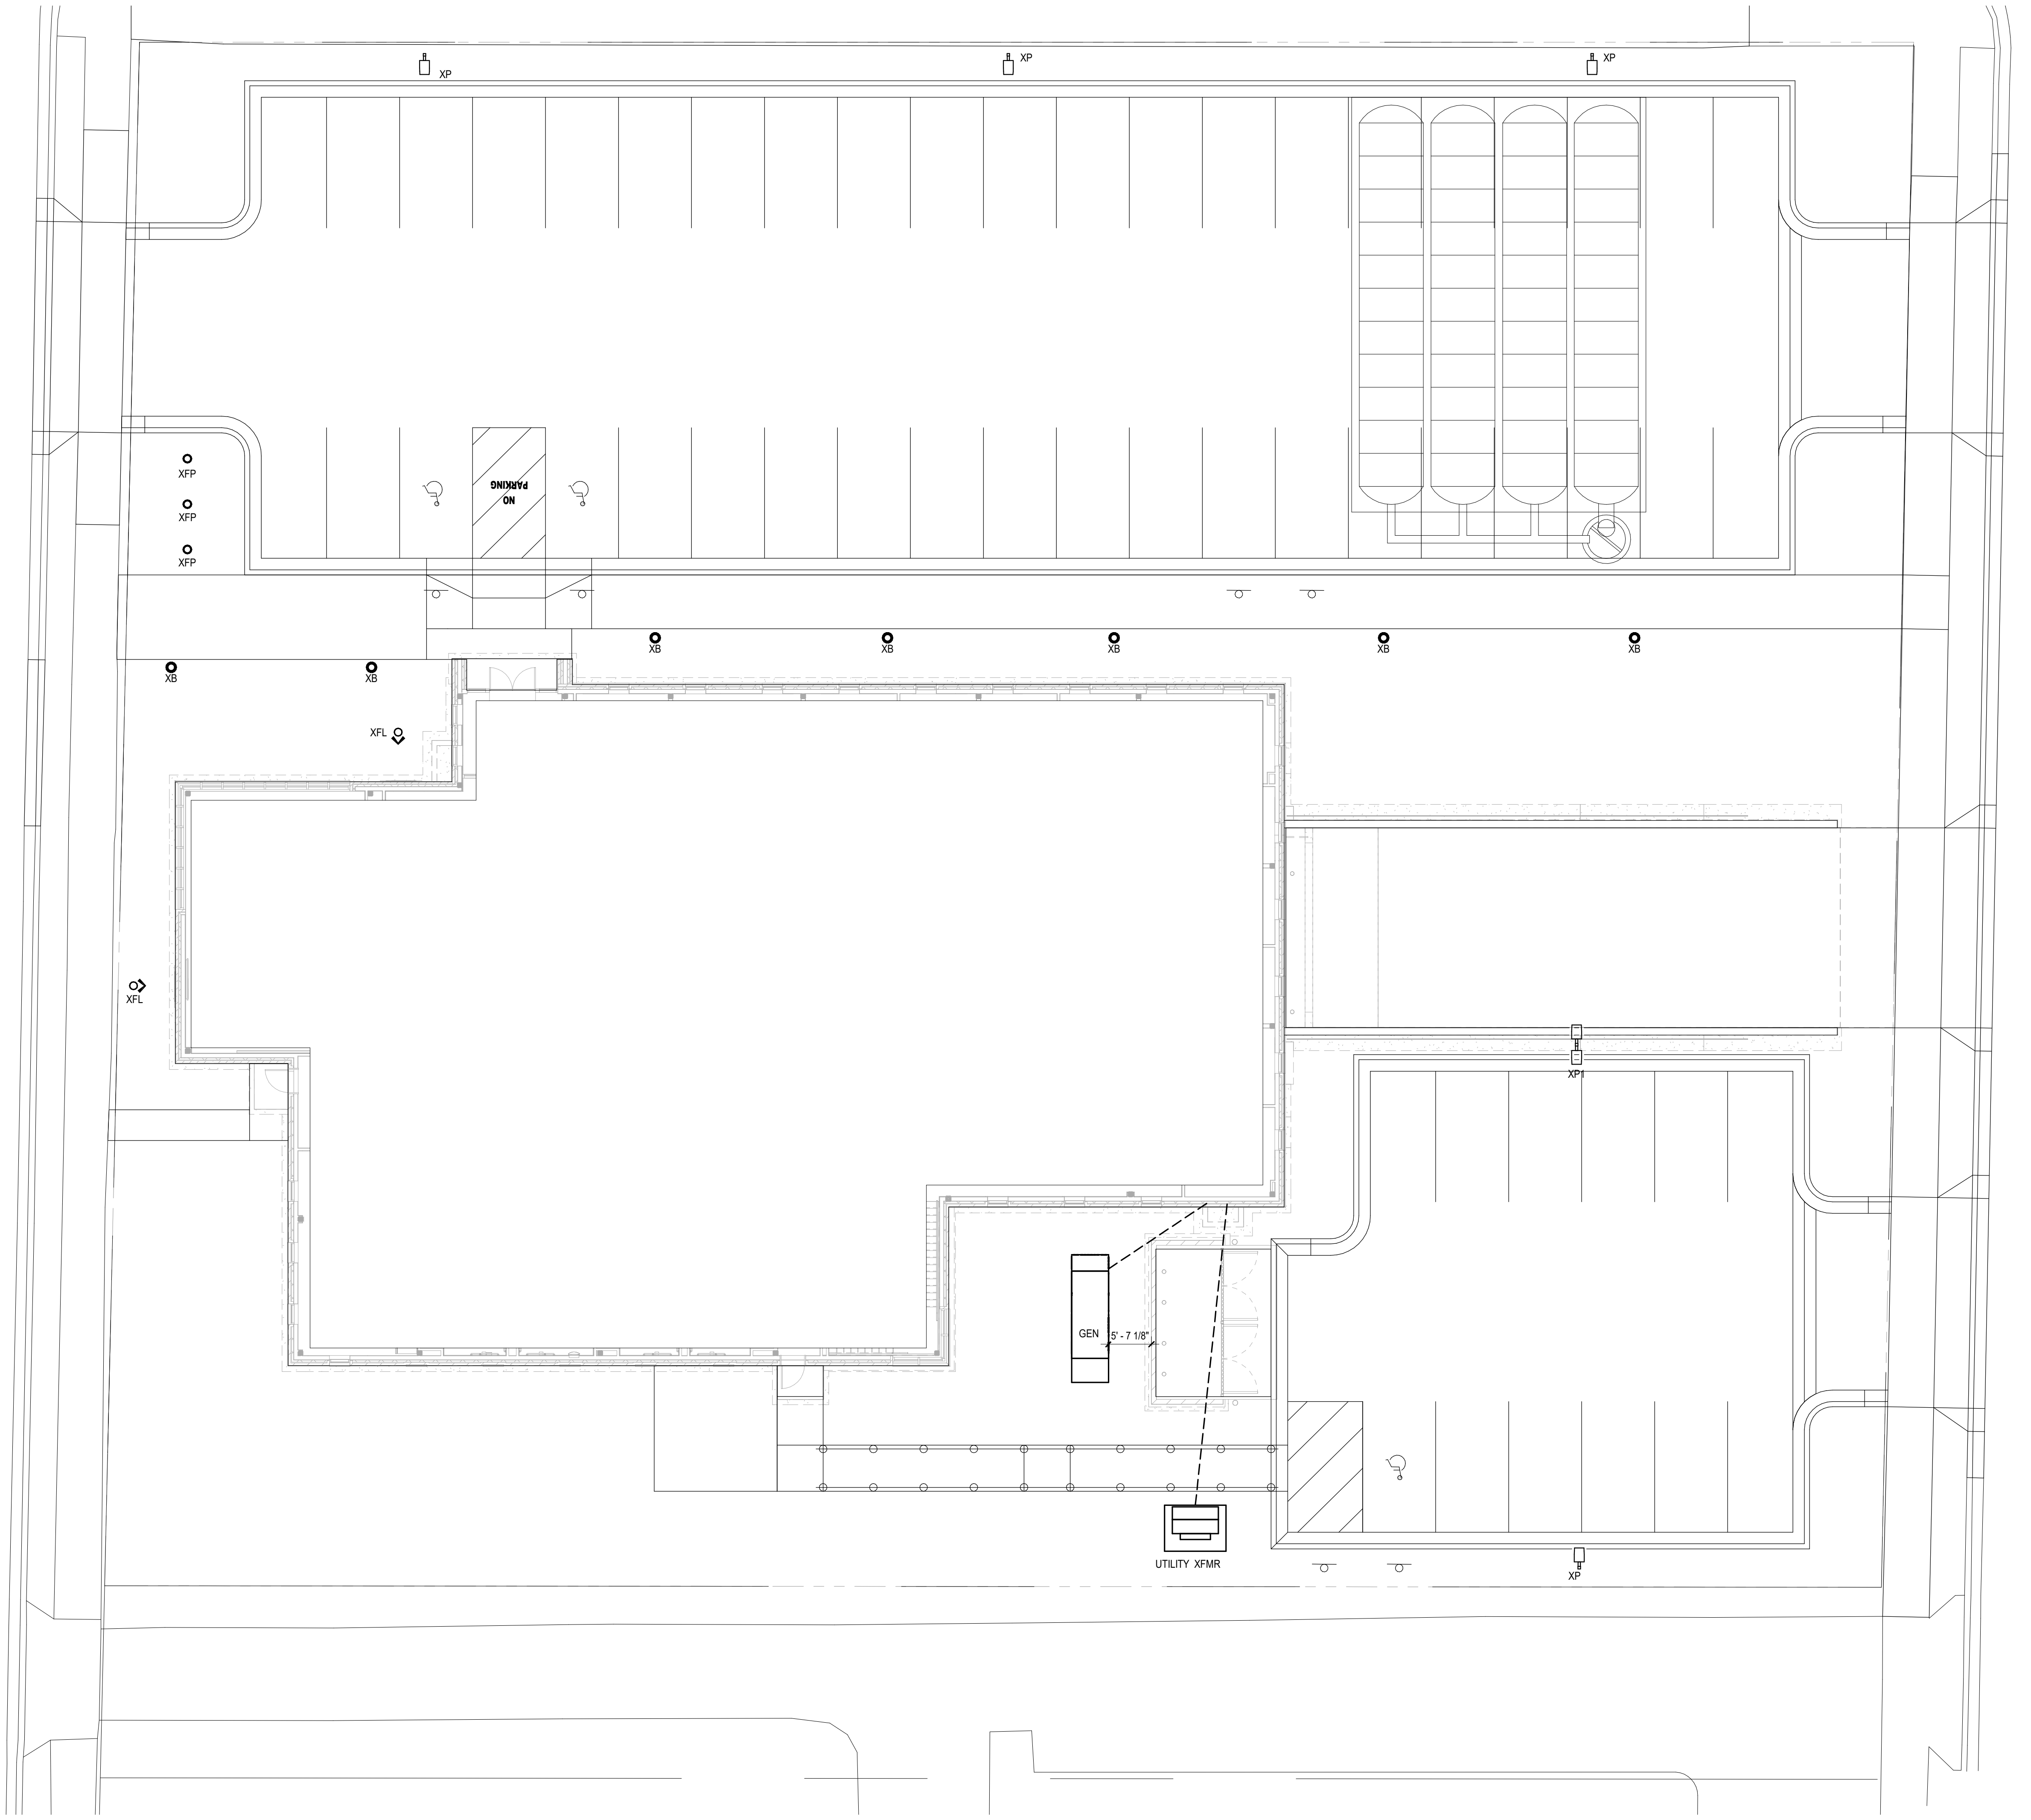 XP
XP
XP
XFP
XFP
XFP
NO
PARKING
XB
XB
XB
XB
XB
XB
XB
XFL
XFL
XP1
GEN
5' - 7 1/8"
UTILITY XFMR
XP